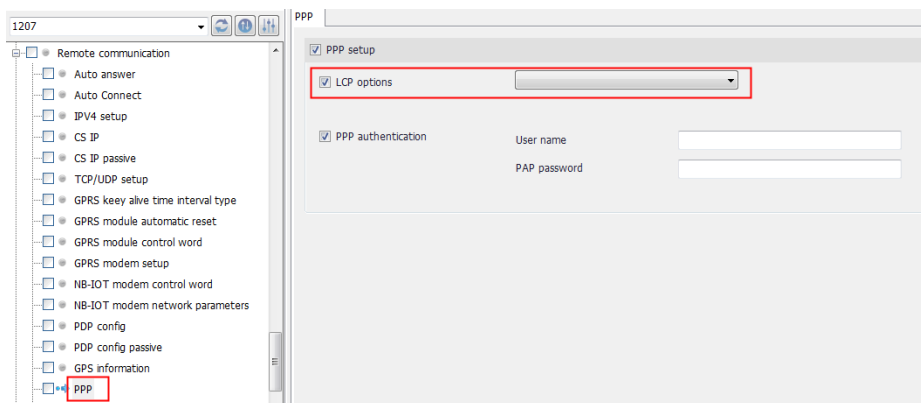 1207
Remote communication
Auto answer
Auto Connect
IPV4 setup
CS IP
CS IP passive
TCP/UDP setup
GPRS keey alive time interval type
GPRS module automatic reset
GPRS module control word
GPRS modem setup
NB-IOT modem control word
NB-IOT modem network parameters
PDP config
PDP config passive
GPS information
PPP
PPP
PPP setup
LCP options
PPP authentication
User name
PAP password